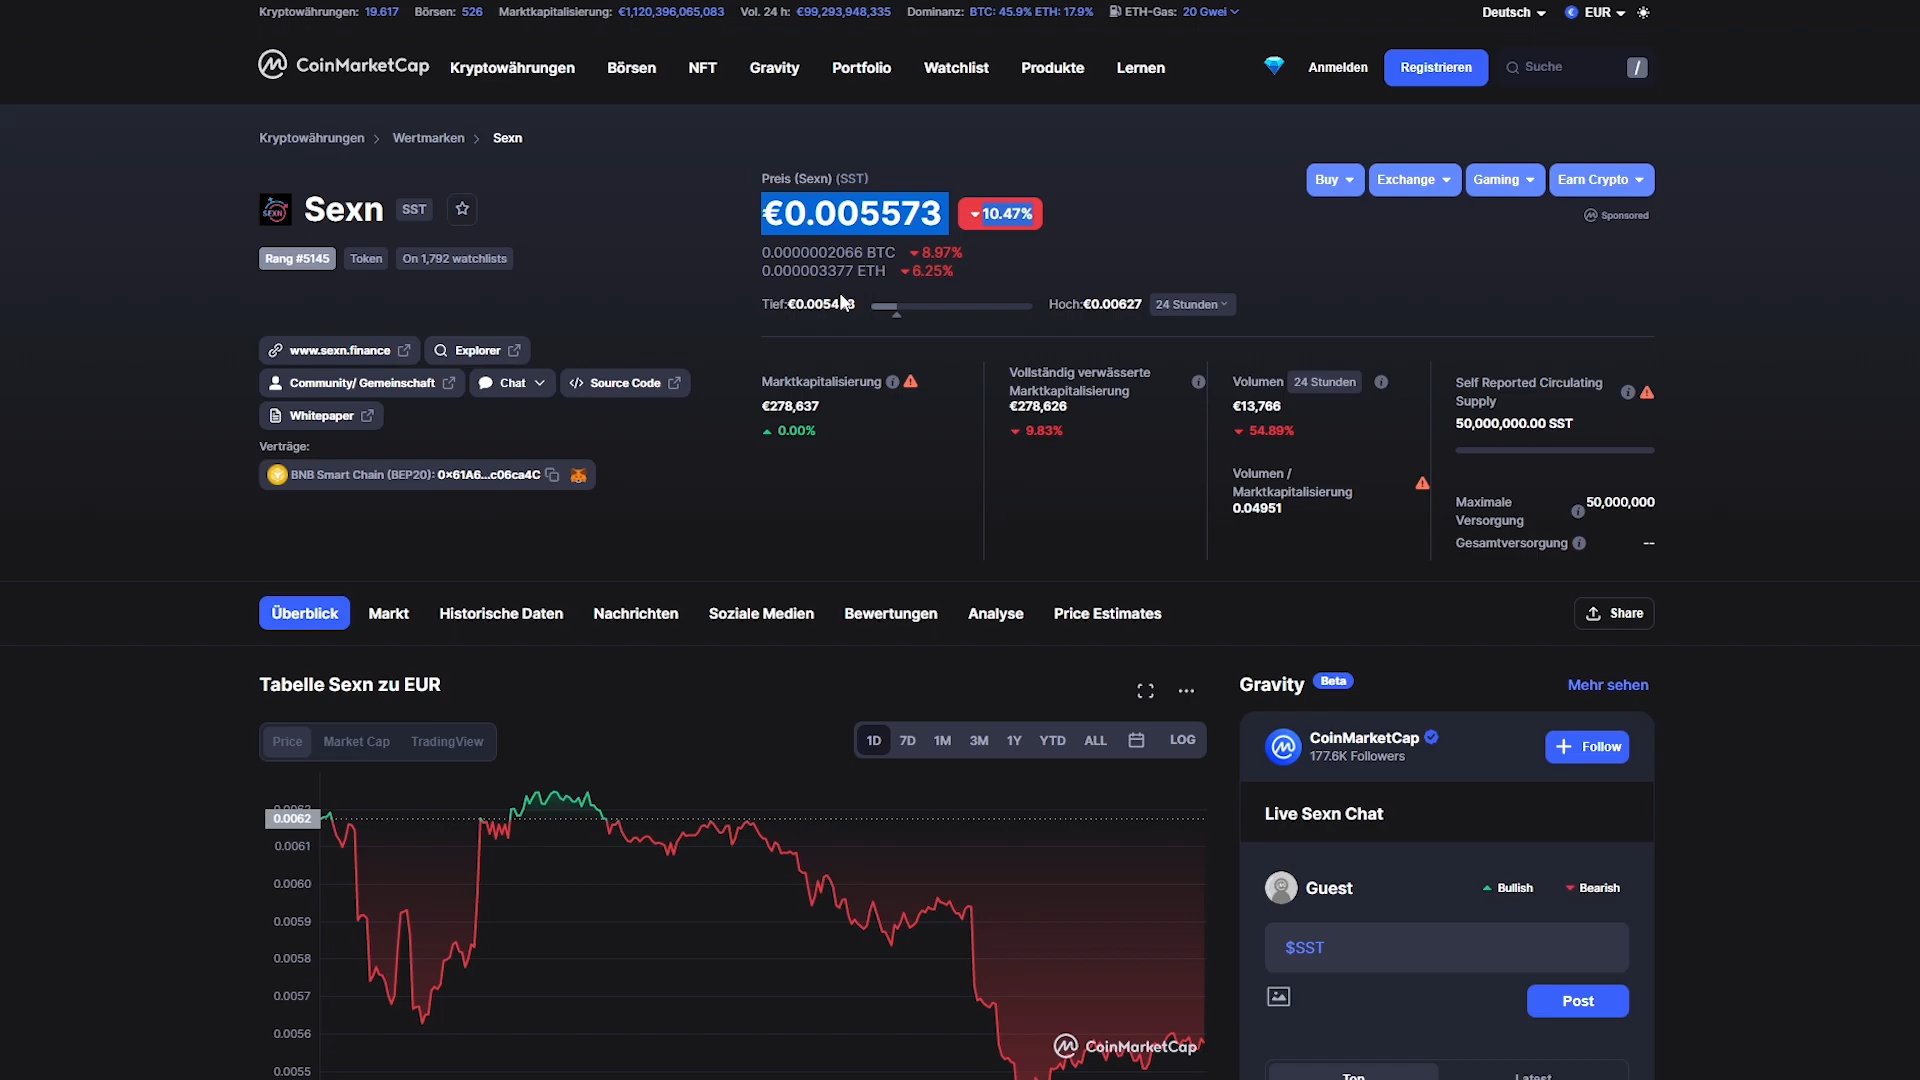 Kryptowährungen: 19.617 Börsen: 526 Marktkapitalisierung: €1,120,396,065,083 Vol. 24 h: €99,293,948,335 Dominanz: BTC: 45.9% ETH: 17.9% ETH-Gas: 20 Gwei Deutsch EUR
CoinMarketCap Kryptowährungen Börsen NFT Gravity Portfolio Watchlist Produkte Lernen Anmelden Registrieren Suche /
Kryptowährungen > Wertmarken > Sexn
Preis (Sexn) (SST)
Buy Exchange Gaming Earn Crypto
SEXN Sexn SST
€0.005573 10.47%
Sponsored
Rang #5145 Token On 1,792 watchlists
0.0000002066 BTC 8.97%
0.000003377 ETH 6.25%
Tief: Hoch:€0.00627 24 Stunden
www.sexn.finance Explorer
Community/ Gemeinschaft Chat Source Code
Whitepaper
Verträge:
BNB Smart Chain (BEP20): 0x61A6...c06ca4C
Marktkapitalisierung
€278,637
0.00%
Vollständig verwässerte
Marktkapitalisierung
€278,626
9.83%
Volumen 24 Stunden
€13,766
54.89%
Volumen /
Marktkapitalisierung
0.04951
Self Reported Circulating
Supply
50,000,000.00 SST
Maximale
Versorgung
50,000,000
Gesamtversorgung --
Überblick Markt Historische Daten Nachrichten Soziale Medien Bewertungen Analyse Price Estimates Share
Tabelle Sexn zu EUR
Price Market Cap TradingView
1D 7D 1M 3M 1Y YTD ALL LOG
0.0062
0.0061
0.0060
0.0059
0.0058
0.0057
0.0056
0.0055
CoinMarketCap
Gravity Beta Mehr sehen
CoinMarketCap
177.6K Followers
+ Follow
Live Sexn Chat
Guest Bullish Bearish
$SST
Post
Top Latest